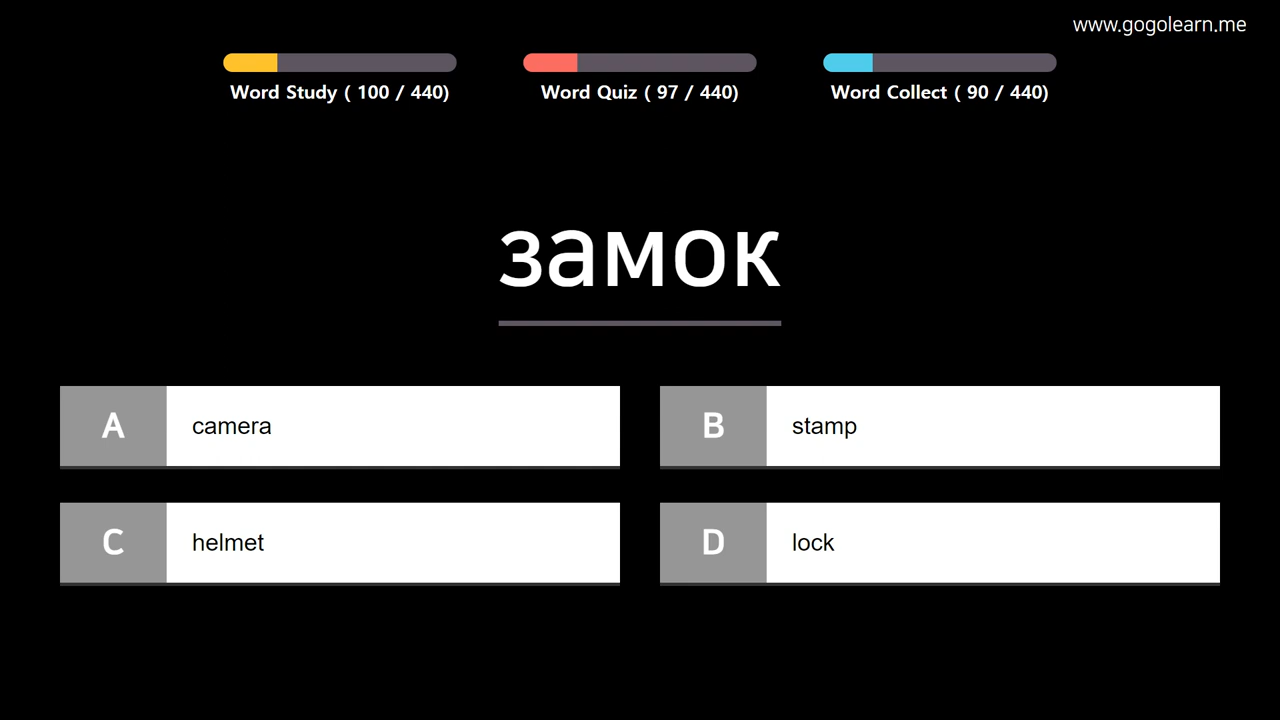 www.gogolearn.me
Word Study ( 100 / 440)
Word Quiz ( 97 / 440)
Word Collect ( 90 / 440)
замок
A camera
B stamp
C helmet
D lock